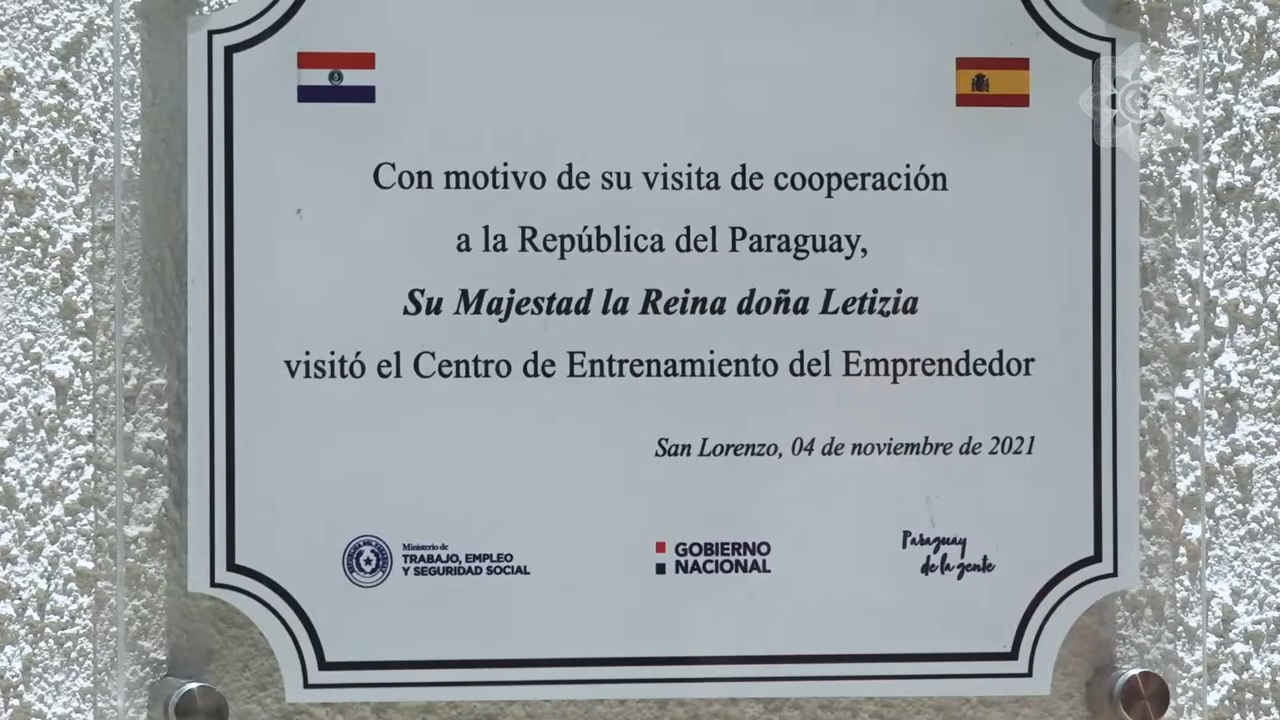 Con motivo de su visita de cooperación
a la República del Paraguay,
Su Majestad la Reina doña Letizia
visitó el Centro de Entrenamiento del Emprendedor
San Lorenzo, 04 de noviembre de 2021
Ministerio de
TRABAJO, EMPLEO
Y SEGURIDAD SOCIAL
GOBIERNO
NACIONAL
Paraguay
de la gente